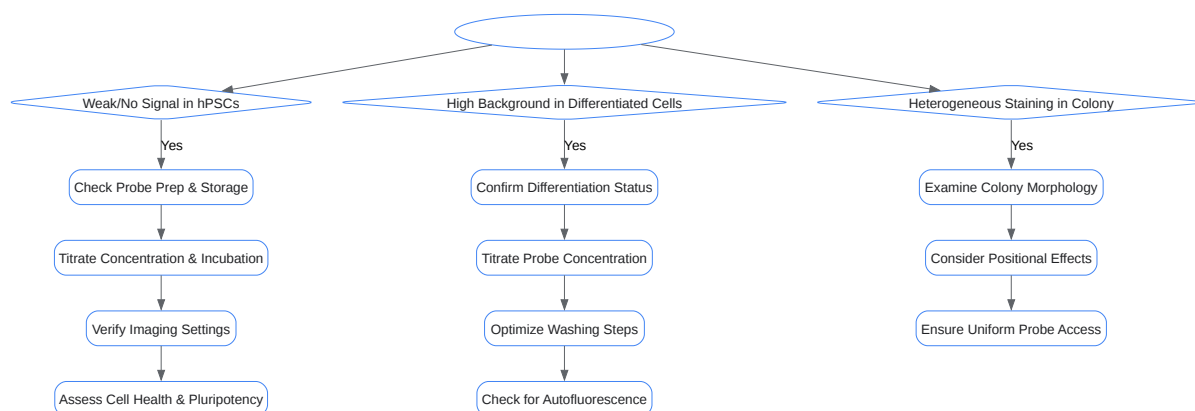 Weak/No Signal in hPSCs
High Background in Differentiated Cells
Heterogeneous Staining in Colony
Yes
Yes
Yes
Check Probe Prep & Storage
Confirm Differentiation Status
Examine Colony Morphology
Titrate Concentration & Incubation
Titrate Probe Concentration
Consider Positional Effects
Verify Imaging Settings
Optimize Washing Steps
Ensure Uniform Probe Access
Assess Cell Health & Pluripotency
Check for Autofluorescence